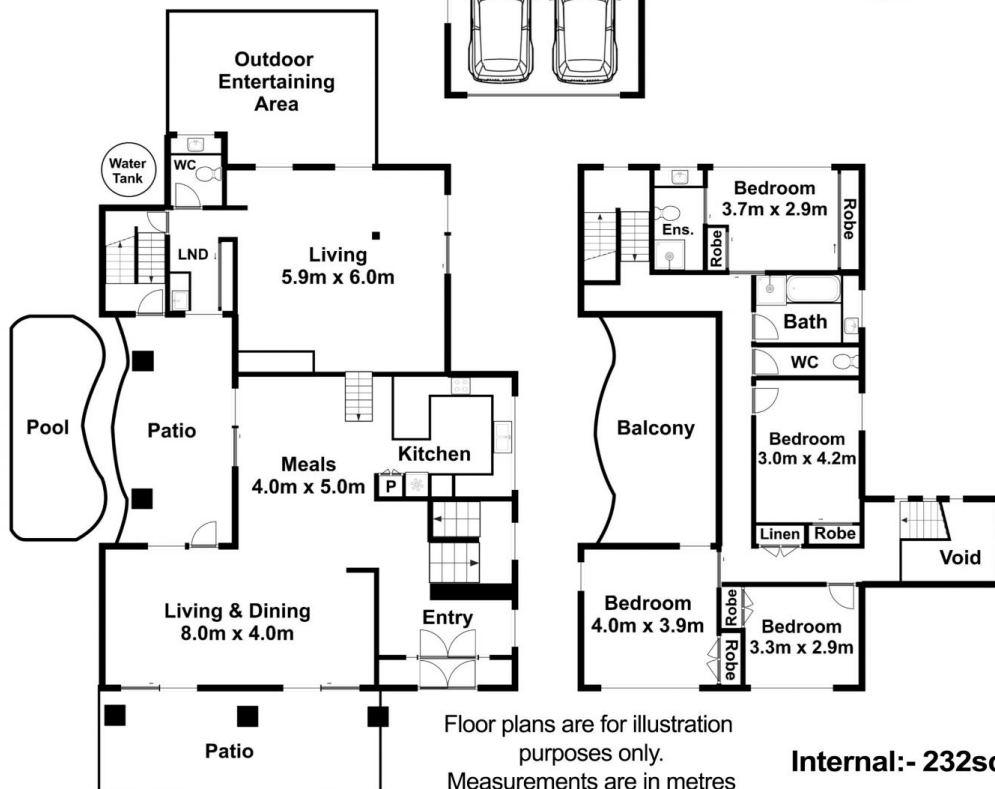 Outdoor
Entertaining
Area
Water
Tank
WC
LND
Living
5.9m x 6.0m
Pool
Patio
Meals
4.0m x 5.0m
Kitchen
P
Living & Dining
8.0m x 4.0m
Entry
Patio
Bedroom
3.7m x 2.9m
Robe
Ens.
Robe
Bath
WC
Balcony
Bedroom
3.0m x 4.2m
Linen
Robe
Void
Bedroom
4.0m x 3.9m
Robe
Robe
Bedroom
3.3m x 2.9m
Floor plans are for illustration
purposes only.
Measurements are in metres
Internal:- 232sq